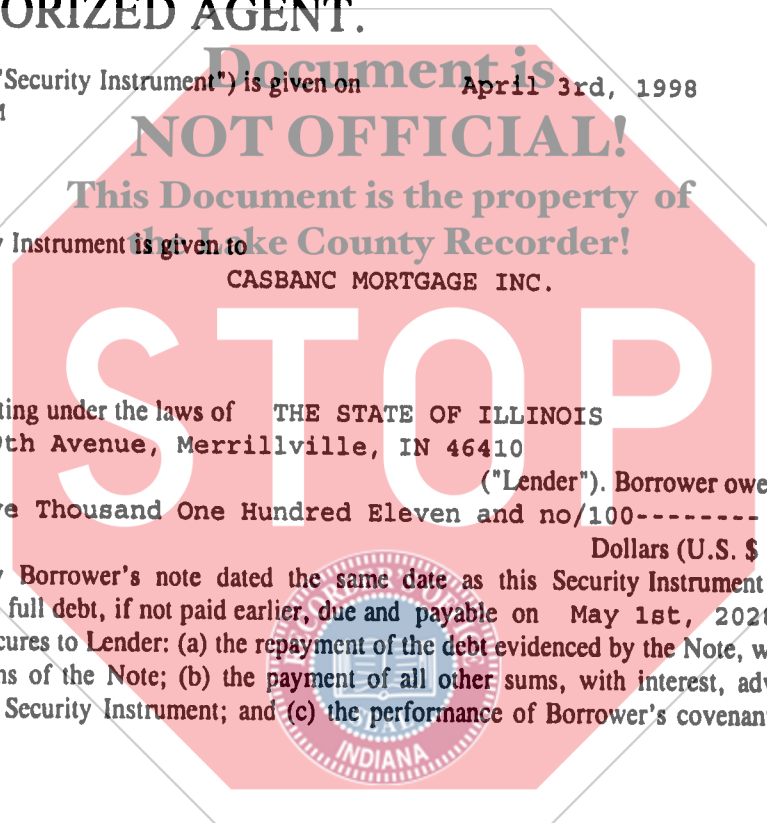 ORIZED AGENT.
Document is
"Security Instrument") is given on April 3rd, 1998
NOT OFFICIAL!
This Document is the property of
the Lake County Recorder!
Instrument is given to
CASBANC MORTGAGE INC.
STOP
ting under the laws of THE STATE OF ILLINOIS
th Avenue, Merrillville, IN 46410
("Lender"). Borrower owe
e Thousand One Hundred Eleven and no/100--------
Dollars (U.S. $
Borrower's note dated the same date as this Security Instrument
full debt, if not paid earlier, due and payable on May 1st, 2028
cures to Lender: (a) the repayment of the debt evidenced by the Note, w
ns of the Note; (b) the payment of all other sums, with interest, adv
Security Instrument; and (c) the performance of Borrower's covenant
RECORDER
SEAL
INDIANA